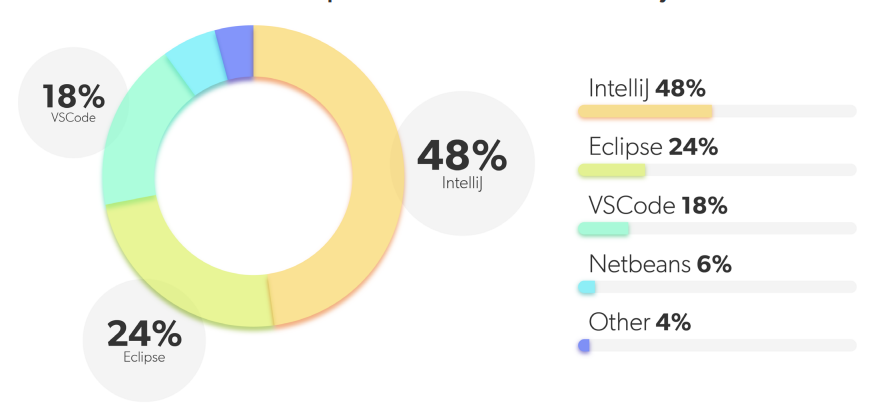 18%
VSCode
48%
IntelliJ
24%
Eclipse
IntelliJ 48%
Eclipse 24%
VSCode 18%
Netbeans 6%
Other 4%